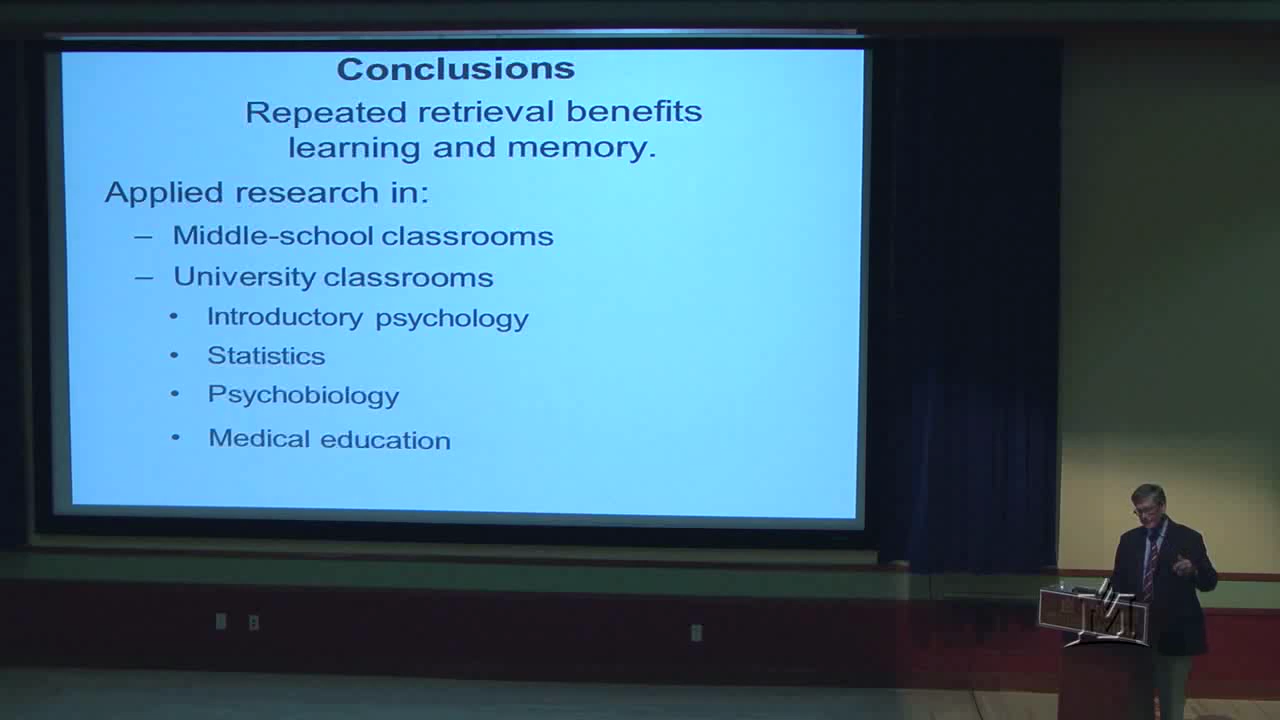 Conclusions
Repeated retrieval benefits
learning and memory.
Applied research in:
– Middle-school classrooms
– University classrooms
• Introductory psychology
• Statistics
• Psychobiology
• Medical education
M